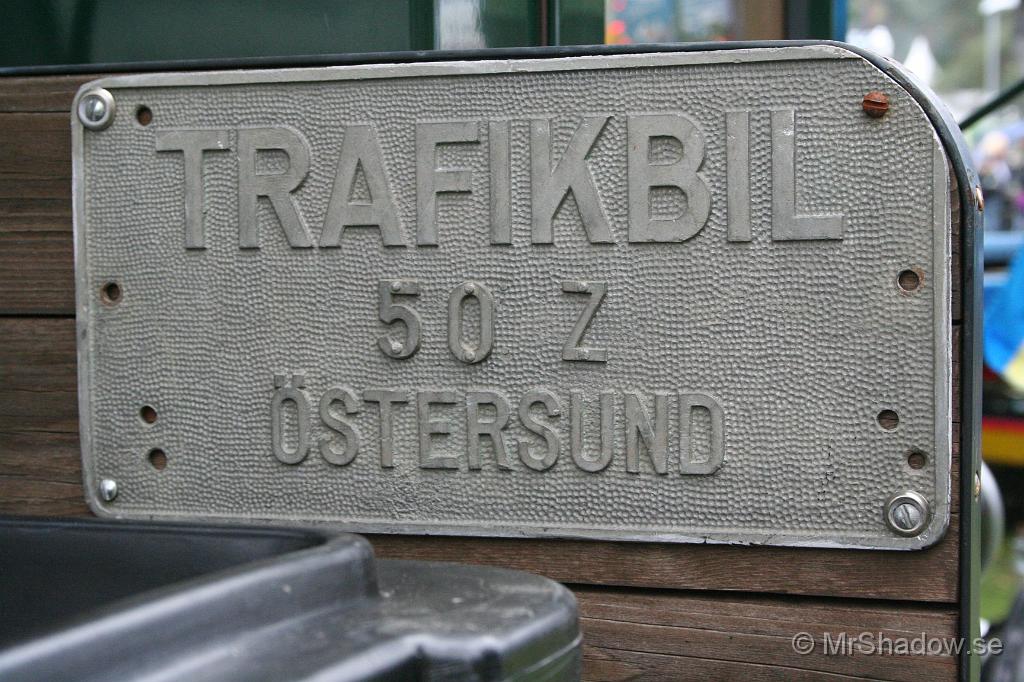 TRAFIKBIL
50 Z
ÖSTERSUND
© MrShadow.se